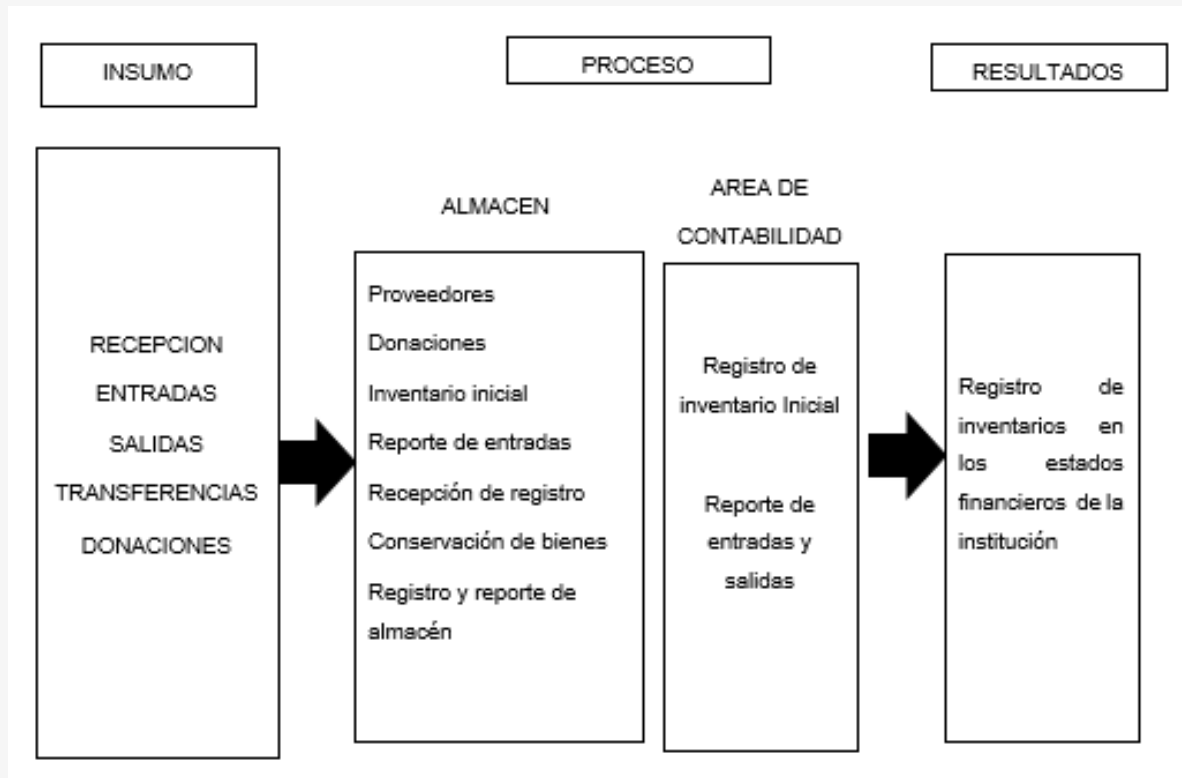 INSUMO
PROCESO
RESULTADOS
RECEPCION
ENTRADAS
SALIDAS
TRANSFERENCIAS
DONACIONES
ALMACEN
Proveedores
Donaciones
Inventario inicial
Reporte de entradas
Recepción de registro
Conservación de bienes
Registro y reporte de
almacén
AREA DE
CONTABILIDAD
Registro de
inventario Inicial
Reporte de
entradas y
salidas
Registro de
inventarios en
los estados
financieros de la
institución